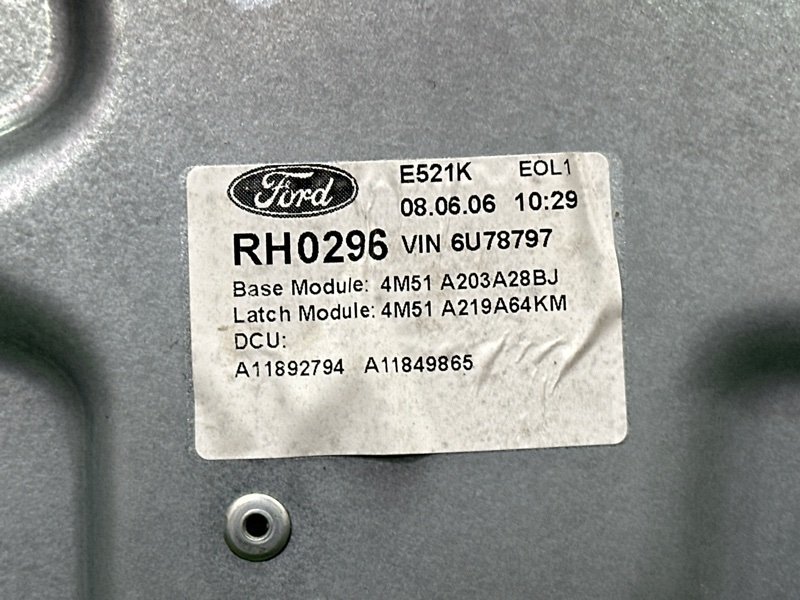 Ford
E521K EOL1
08.06.06 10:29
RH0296 VIN 6U78797
Base Module: 4M51 A203A28BJ
Latch Module: 4M51 A219A64KM
DCU:
A11892794 A11849865